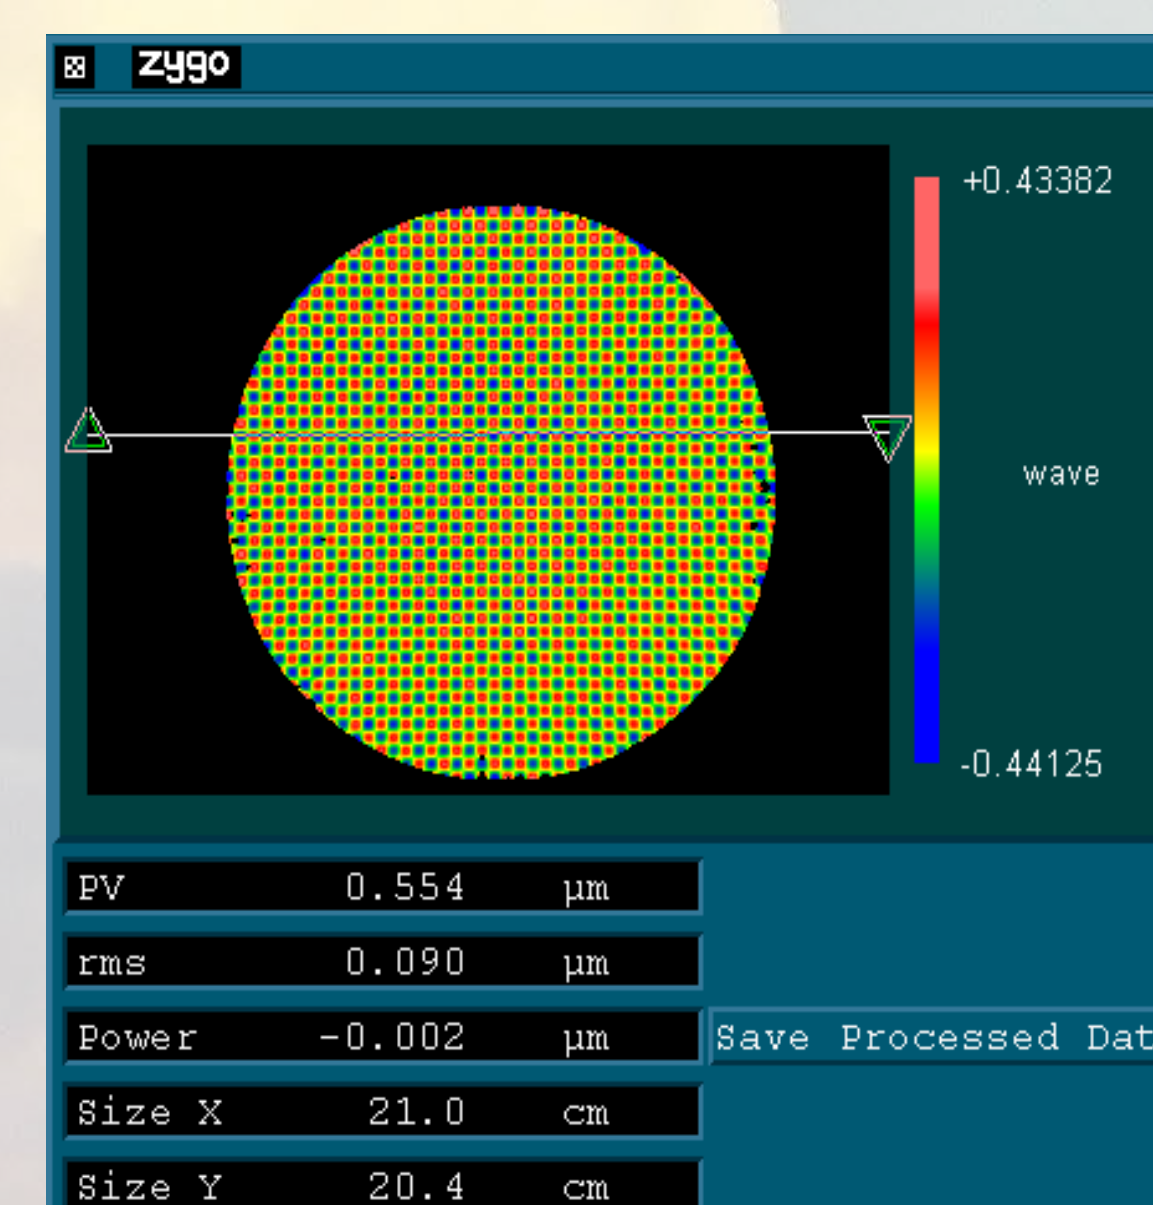 zygo
+0.43382
wave
-0.44125
PV 0.554 µm
rms 0.090 µm
Power -0.002 µm
Save Processed Dat
Size X 21.0 cm
Size Y 20.4 cm